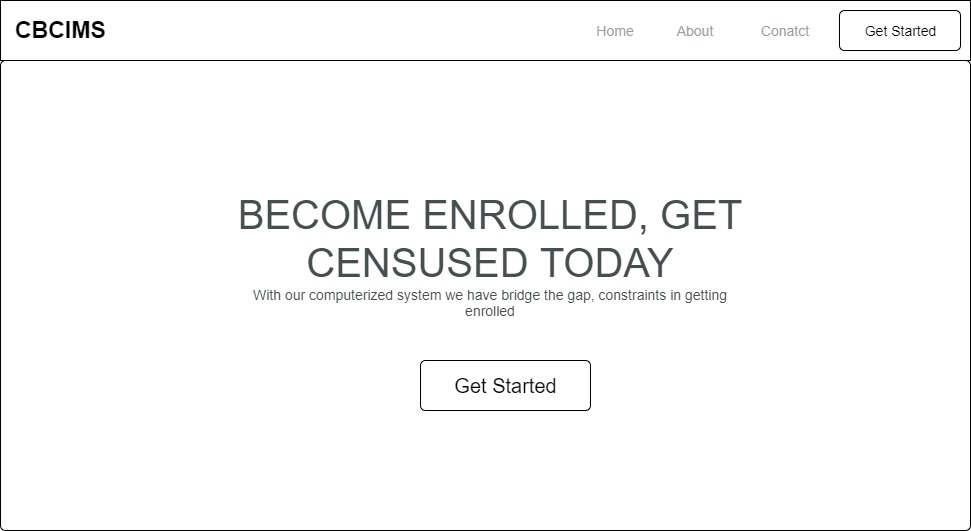 CBCIMS
Home
About
Conatct
Get Started
BECOME ENROLLED, GET
CENSUSED TODAY
With our computerized system we have bridge the gap, constraints in getting
enrolled
Get Started